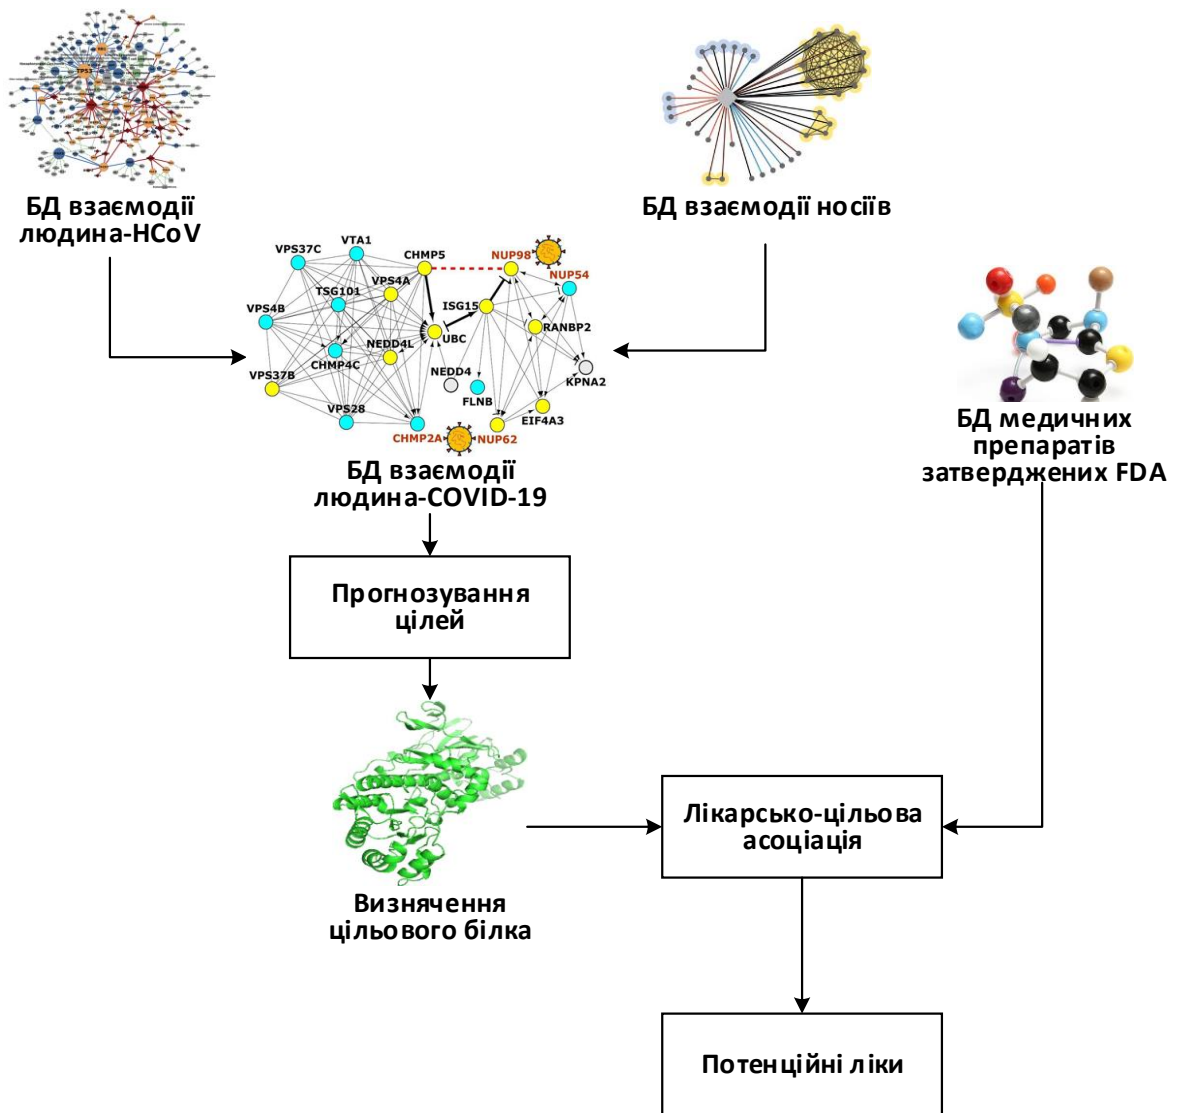 TP53
БД взаємодії
людина-HCoV
БД взаємодії носіїв
VPS37C
VTA1
CHMP5
NUP98
NUP54
VPS4A
TSG101
ISG15
VPS4B
UBC
RANBP2
NEDD4L
CHMP4C
NEDD4
KPNA2
VPS37B
FLNB
VPS28
EIF4A3
CHMP2A
NUP62
БД взаємодії
людина-COVID-19
БД медичних
препаратів
затверджених FDA
Прогнозування
цілей
Визнячення
цільового білка
Лікарсько-цільова
асоціація
Потенційні ліки